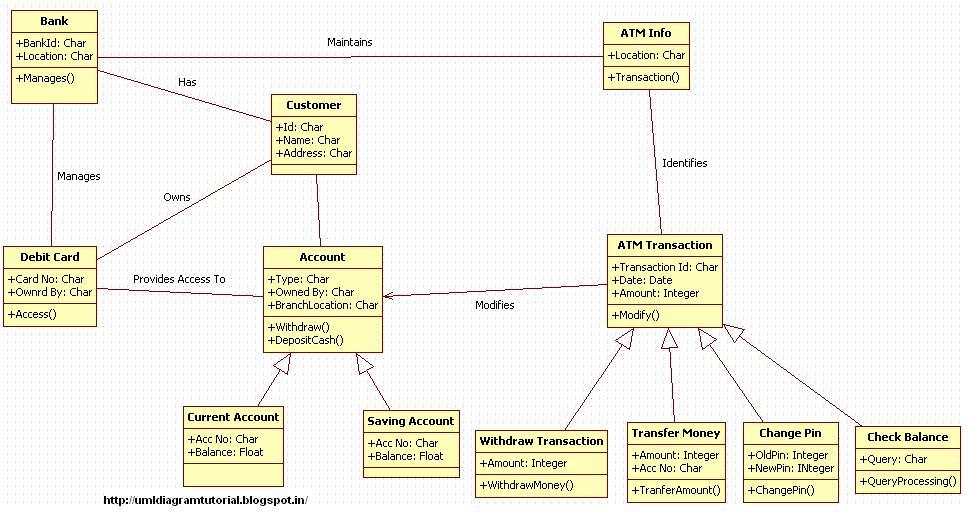 Bank
+BankId: Char
+Location: Char
+Manages()
Maintains
ATM Info
+Location: Char
+Transaction()
Has
Customer
+Id: Char
+Name: Char
+Address: Char
Manages
Owns
Identifies
Debit Card
+Card No: Char
+Ownrd By: Char
+Access()
Provides Access To
Account
+Type: Char
+Owned By: Char
+BranchLocation: Char
+Withdraw()
+DepositCash()
Modifies
ATM Transaction
+Transaction Id: Char
+Date: Date
+Amount: Integer
+Modify()
Current Account
+Acc No: Char
+Balance: Float
Saving Account
+Acc No: Char
+Balance: Float
Withdraw Transaction
+Amount: Integer
+WithdrawMoney()
Transfer Money
+Amount: Integer
+Acc No: Char
+TranferAmount()
Change Pin
+OldPin: Integer
+NewPin: INteger
+ChangePin()
Check Balance
+Query: Char
+QueryProcessing()
http://umldiagramtutorial.blogspot.in/